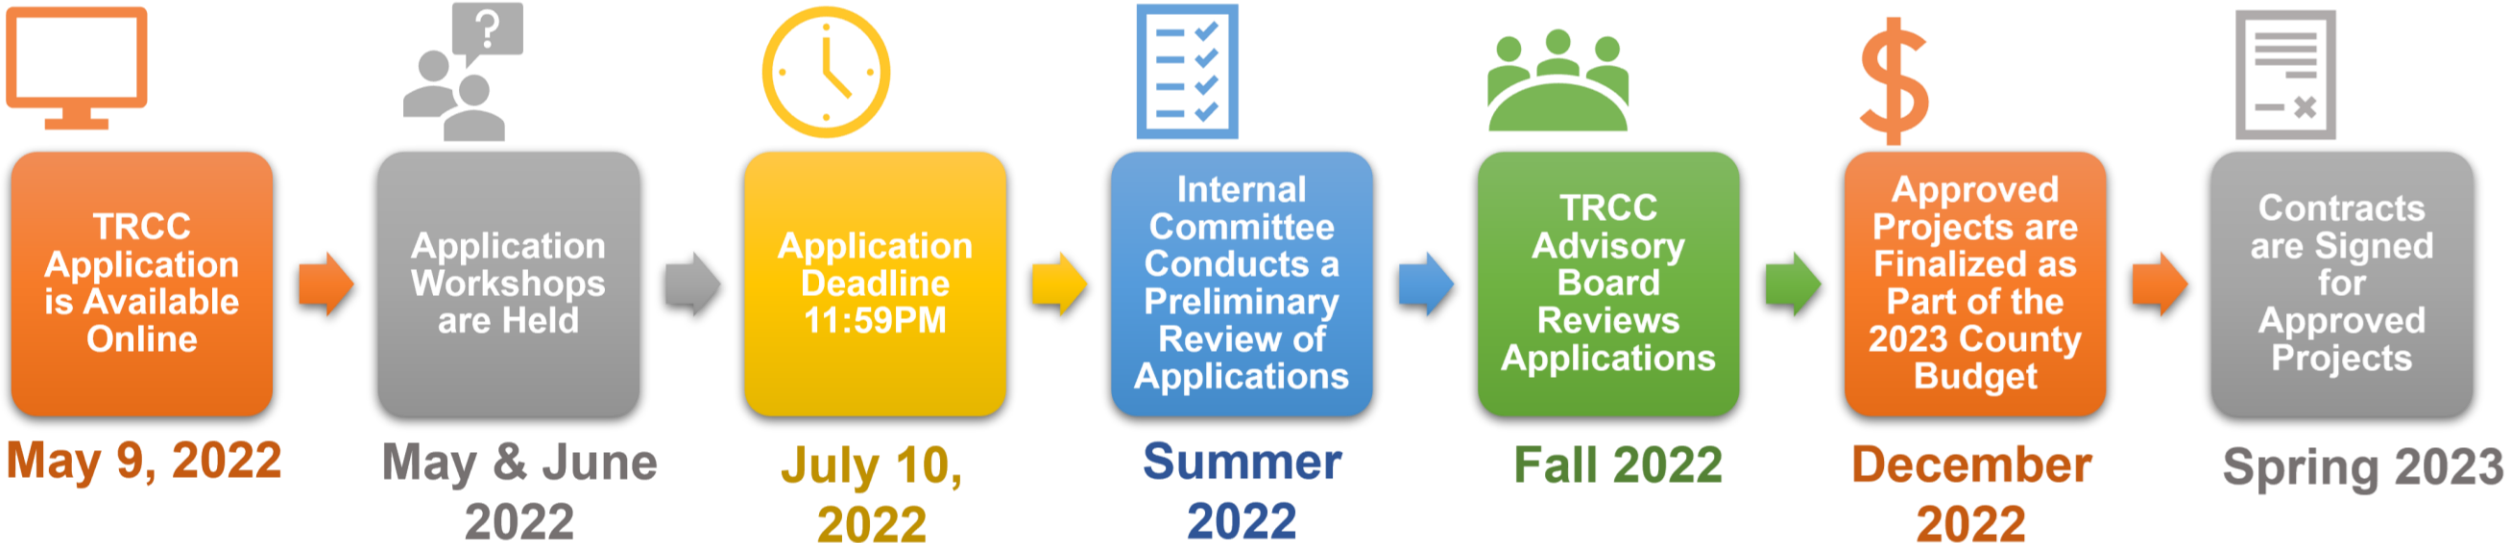 ?
TRCC
Application
is Available
Online
May 9, 2022
Application
Workshops
are Held
May & June
2022
Application
Deadline
11:59PM
July 10,
2022
Internal
Committee
Conducts a
Preliminary
Review of
Applications
Summer
2022
TRCC
Advisory
Board
Reviews
Applications
Fall 2022
$
Approved
Projects are
Finalized as
Part of the
2023 County
Budget
December
2022
Contracts
are Signed
for
Approved
Projects
Spring 2023